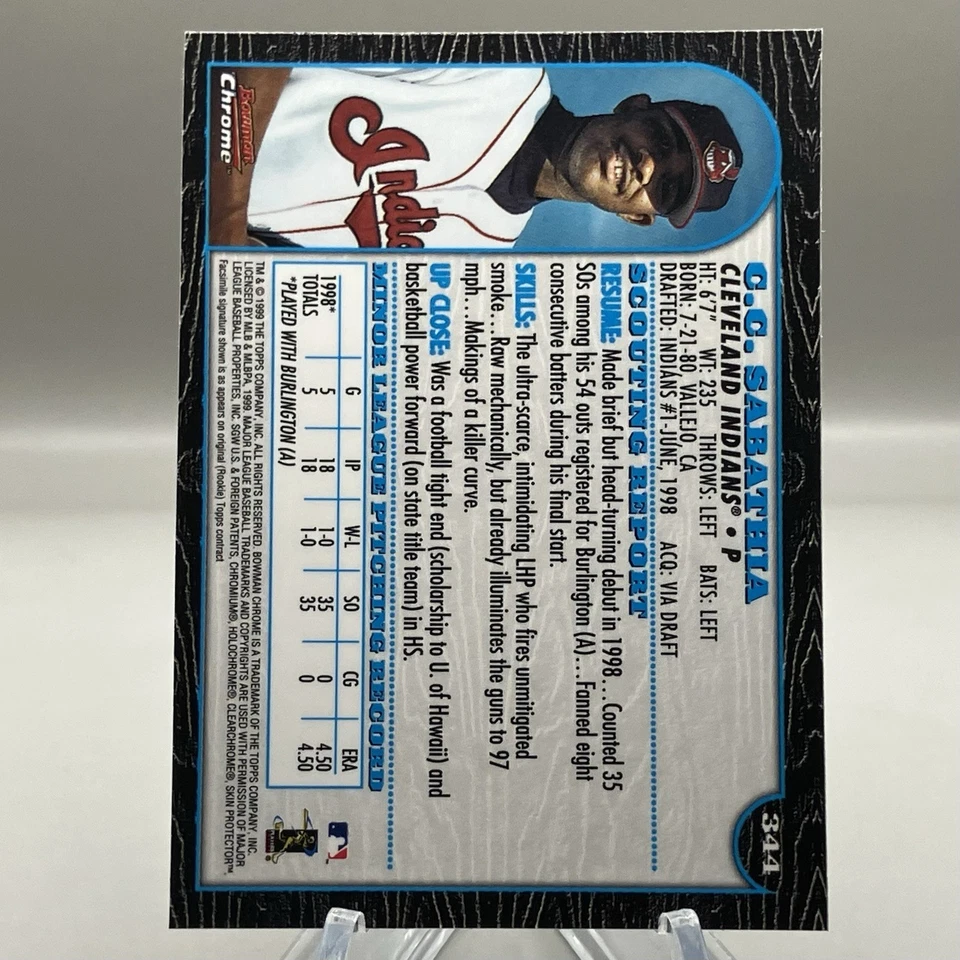 344
C.C. SABATHIA
CLEVELAND INDIANS® • P
HT: 6'7" WT: 235 THROWS: LEFT BATS: LEFT
BORN: 7-21-80, VALLEJO, CA
DRAFTED: INDIANS #1-JUNE, 1998 ACQ: VIA DRAFT
SCOUTING REPORT
RESUME: Made brief but head-turning debut in 1998...Counted 35
SOs among his 54 outs registered for Burlington (A)...Fanned eight
consecutive batters during his final start.
SKILLS: The ultra-scarce, intimidating LHP who fires unmitigated
smoke...Raw mechanically, but already illuminates the guns to 97
mph...Makings of a killer curve.
UP CLOSE: Was a football tight end (scholarship to U. of Hawaii) and
basketball power forward (on state title team) in HS.
MINOR LEAGUE PITCHING RECORD
G IP W-L SO CG ERA
1998* 5 18 1-0 35 0 4.50
TOTALS 5 18 1-0 35 0 4.50
*PLAYED WITH BURLINGTON (A)
TM & © 1999 THE TOPPS COMPANY, INC. ALL RIGHTS RESERVED. BOWMAN CHROME IS A TRADEMARK OF THE TOPPS COMPANY, INC.
LICENSED BY MLB & MLBPA, 1999. MAJOR LEAGUE BASEBALL TRADEMARKS AND COPYRIGHTS ARE USED WITH PERMISSION OF MAJOR
LEAGUE BASEBALL PROPERTIES, INC. SGW U.S. & FOREIGN PATENTS, CHROMIUM®, HOLOCHROME®, CLEARCHROME®, SKIN PROTECTOR™
Facsimile signature shown is as appears on original (Rookie) Topps contract
Indians
Bowman
Chrome™